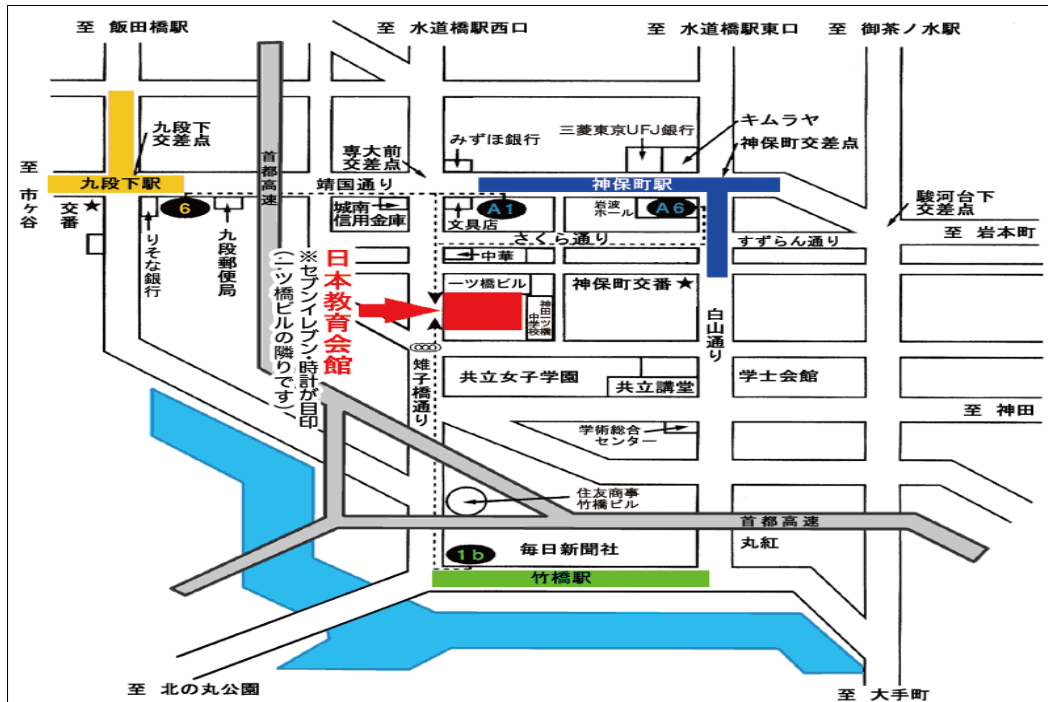 至 飯田橋駅
至 水道橋駅西口
至 水道橋駅東口
至 御茶ノ水駅
九段下
交差点
首都高速
専大前
交差点
みずほ銀行
三菱東京UFJ銀行
キムラヤ
神保町交差点
至 市ヶ谷
九段下駅
靖国通り
神保町駅
交番★
りそな銀行
6
九段郵便局
城南
信用金庫
文具店
A1
岩波
ホール
A6
駿河台下
交差点
さくら通り
すずらん通り
至 岩本町
中華
日本教育会館
※セブンイレブン・時計が目印
(一ツ橋ビルの隣りです)
一ツ橋ビル
神田一ツ橋
中学校
神保町交番★
白山通り
雉子橋通り
共立女子学園
共立講堂
学士会館
至 神田
学術総合
センター
住友商事
竹橋ビル
首都高速
1b
毎日新聞社
丸紅
竹橋駅
至 北の丸公園
至 大手町